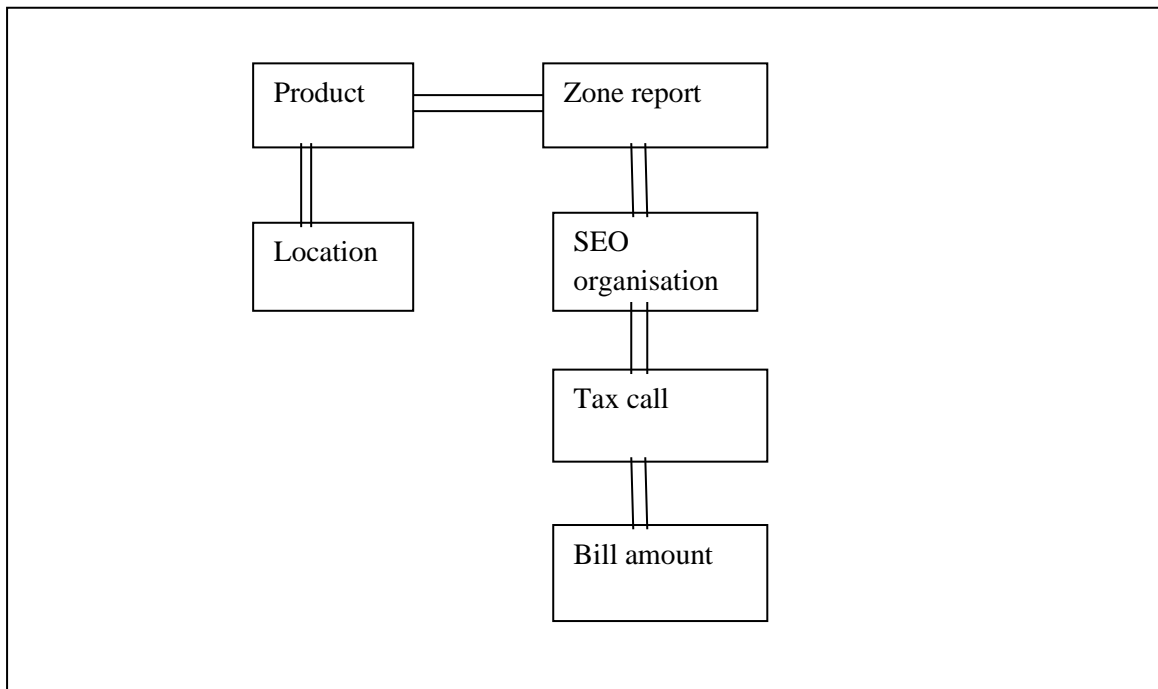 Product
Zone report
Location
SEO
organisation
Tax call
Bill amount